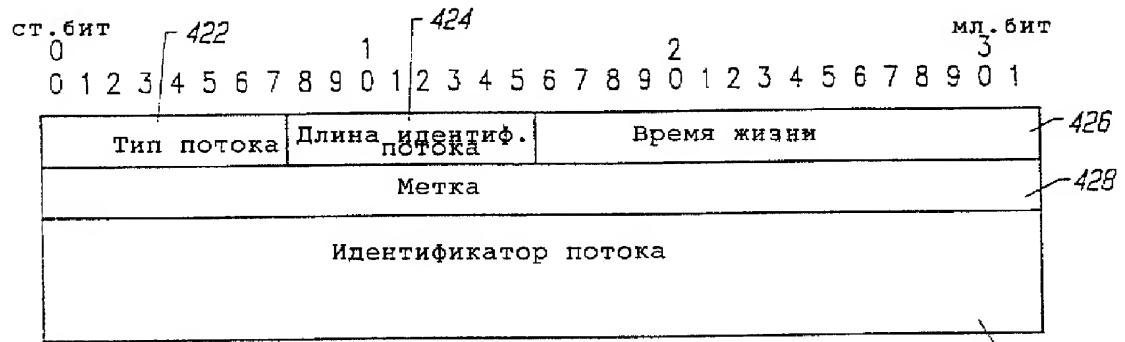 ст.бит 422 424 мл.бит
0 1 2 3
0 1 2 3 4 5 6 7 8 9 0 1 2 3 4 5 6 7 8 9 0 1 2 3 4 5 6 7 8 9 0 1
Тип потока Длина идентиф. потока Время жизни 426
Метка 428
Идентификатор потока